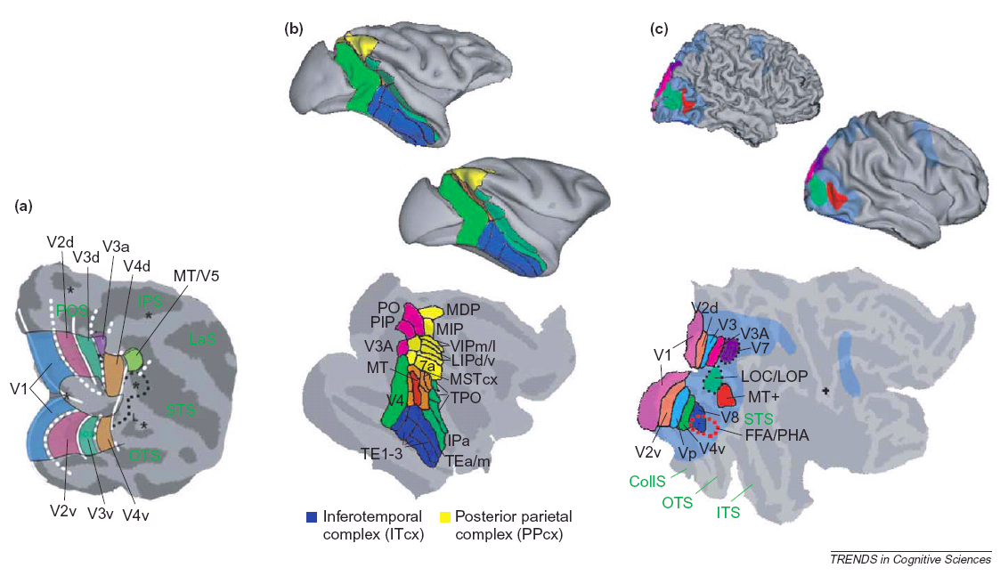 (a)
V2d
V3d
V3a
V4d
MT/V5
*
POS
IPS
*
LaS
V1
*
STS
*
OTS
V2v
V3v
V4v
(b)
PO
PIP
MDP
MIP
V3A
VIPm/l
LIPd/v
MT
7a
MSTcx
V4
TPO
IPa
TE1-3
TEa/m
Inferotemporal
complex (ITcx)
Posterior parietal
complex (PPcx)
(c)
V2d
V3
V3A
V7
V1
LOC/LOP
MT+
V8
STS
FFA/PHA
V2v
Vp
V4v
CollS
OTS
ITS
TRENDS in Cognitive Sciences